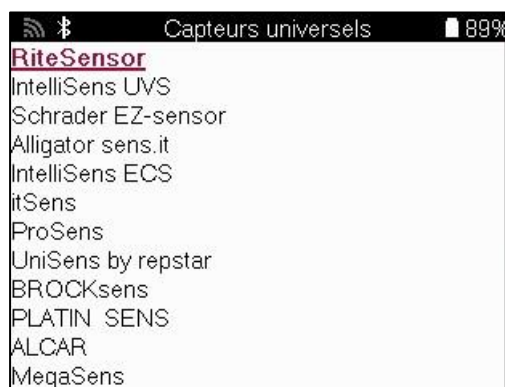 Capteurs universels 89%
RiteSensor
IntelliSens UVS
Schrader EZ-sensor
Alligator sens.it
IntelliSens ECS
itSens
ProSens
UniSens by repstar
BROCKsens
PLATIN SENS
ALCAR
MegaSens